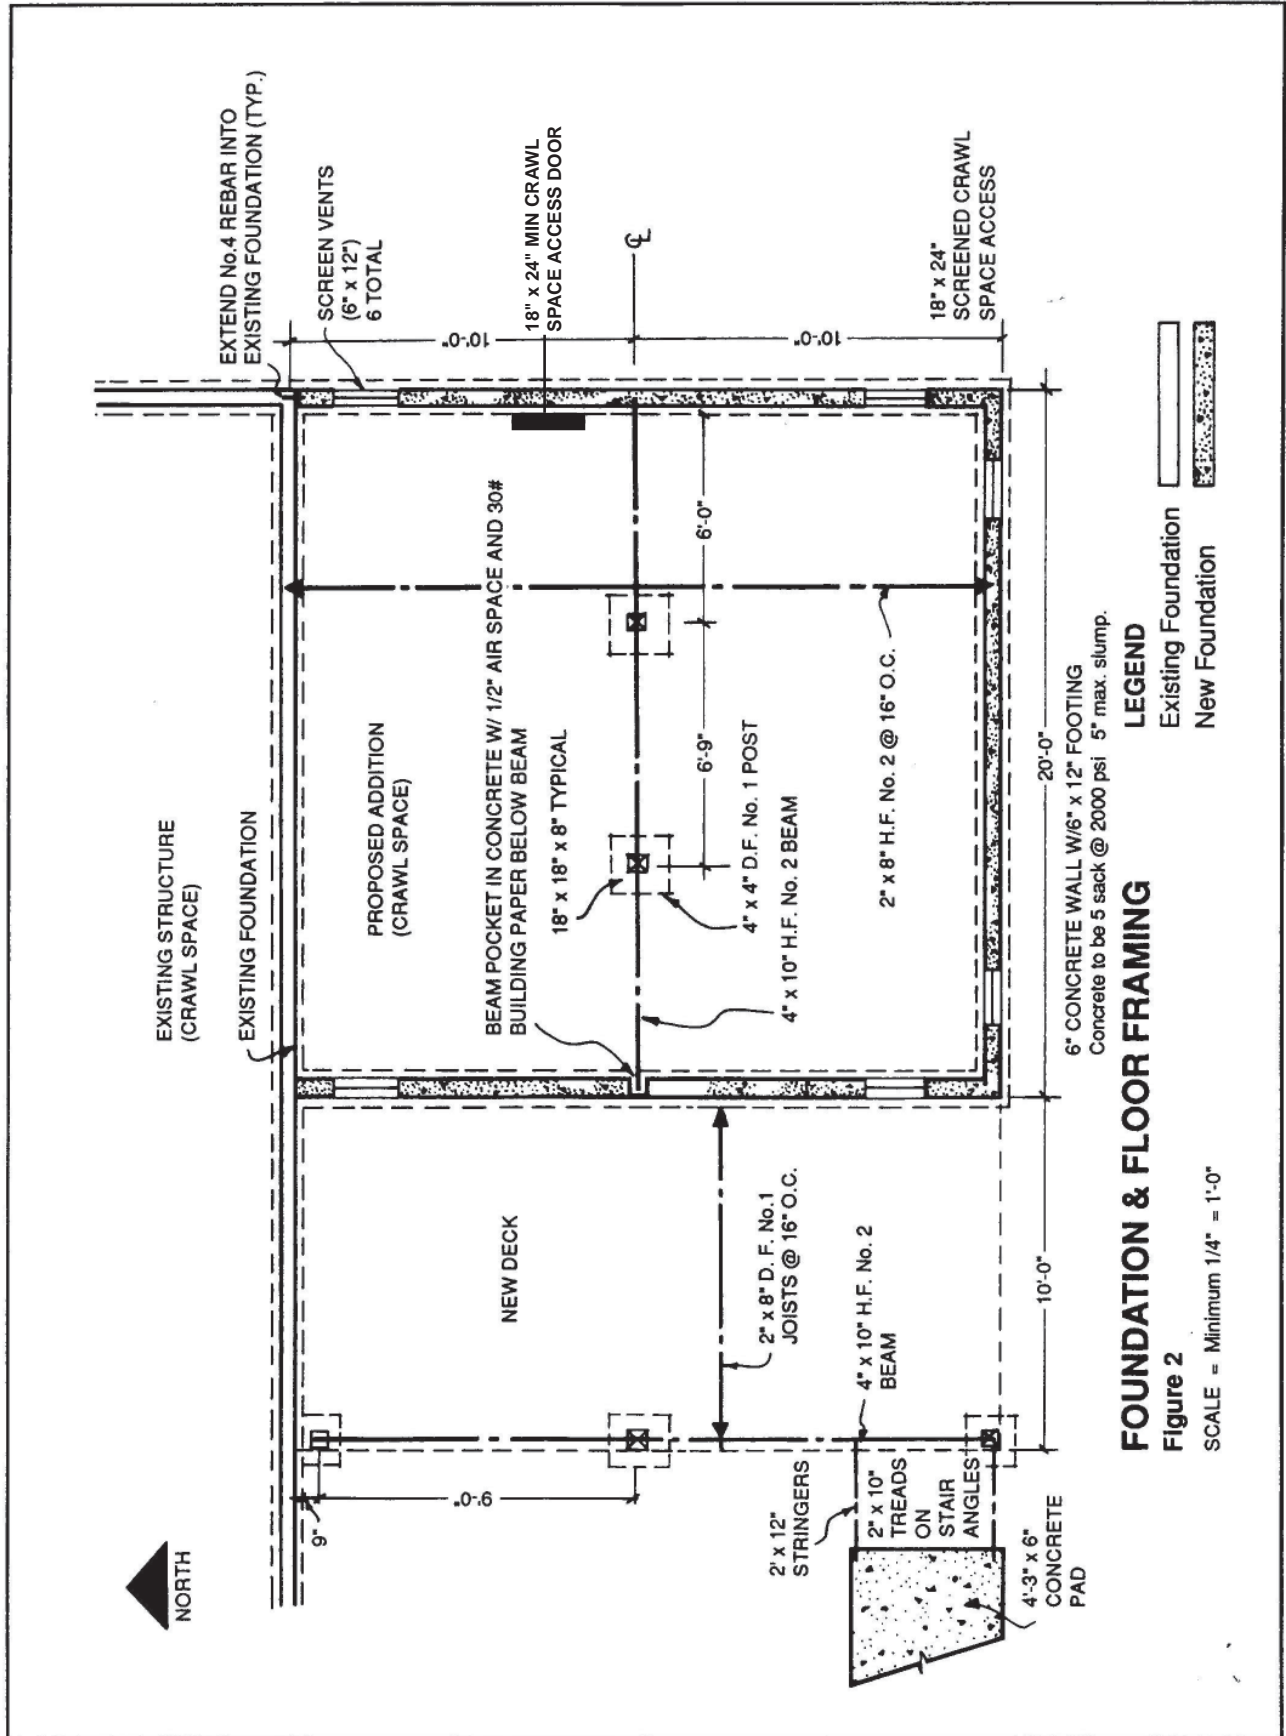 EXTEND No.4 REBAR INTO
EXISTING FOUNDATION (TYP.)
EXISTING STRUCTURE
(CRAWL SPACE)
EXISTING FOUNDATION
SCREEN VENTS
(6" x 12")
6 TOTAL
NORTH
PROPOSED ADDITION
(CRAWL SPACE)
10'-0"
18" x 24" MIN CRAWL
SPACE ACCESS DOOR
9"
9'-0"
NEW DECK
BEAM POCKET IN CONCRETE W/ 1/2" AIR SPACE AND 30#
BUILDING PAPER BELOW BEAM
18" x 18" x 8" TYPICAL
6'-9"
6'-0"
4" x 4" D.F. No. 1 POST
4" x 10" H.F. No. 2 BEAM
2" x 8" D. F. No.1
JOISTS @ 16" O.C.
10'-0"
2' x 12"
STRINGERS
4" x 10" H.F. No. 2
BEAM
2" x 8" H.F. No. 2 @ 16" O.C.
2" x 10"
TREADS
ON
STAIR
ANGLES
18" x 24"
SCREENED CRAWL
SPACE ACCESS
4'-3" x 6"
CONCRETE
PAD
10'-0"
20'-0"
6" CONCRETE WALL W/6" x 12" FOOTING
Concrete to be 5 sack @ 2000 psi 5" max. slump.
FOUNDATION & FLOOR FRAMING
Figure 2
SCALE = Minimum 1/4" = 1'-0"
LEGEND
Existing Foundation
New Foundation